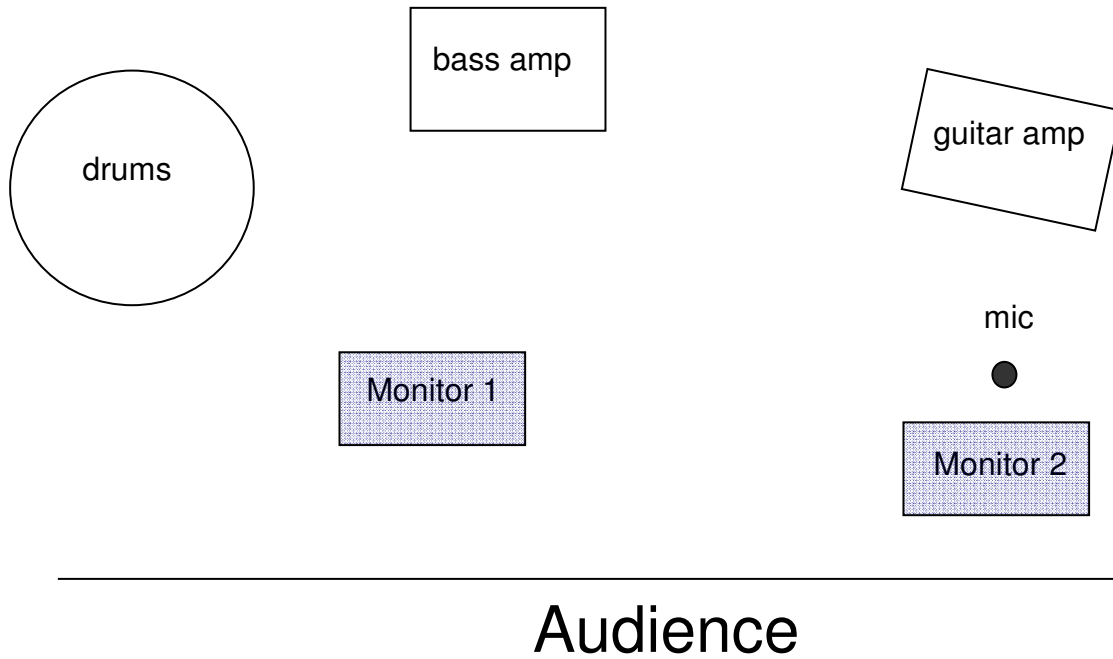 bass amp
guitar amp
drums
mic
Monitor 1
Monitor 2
Audience